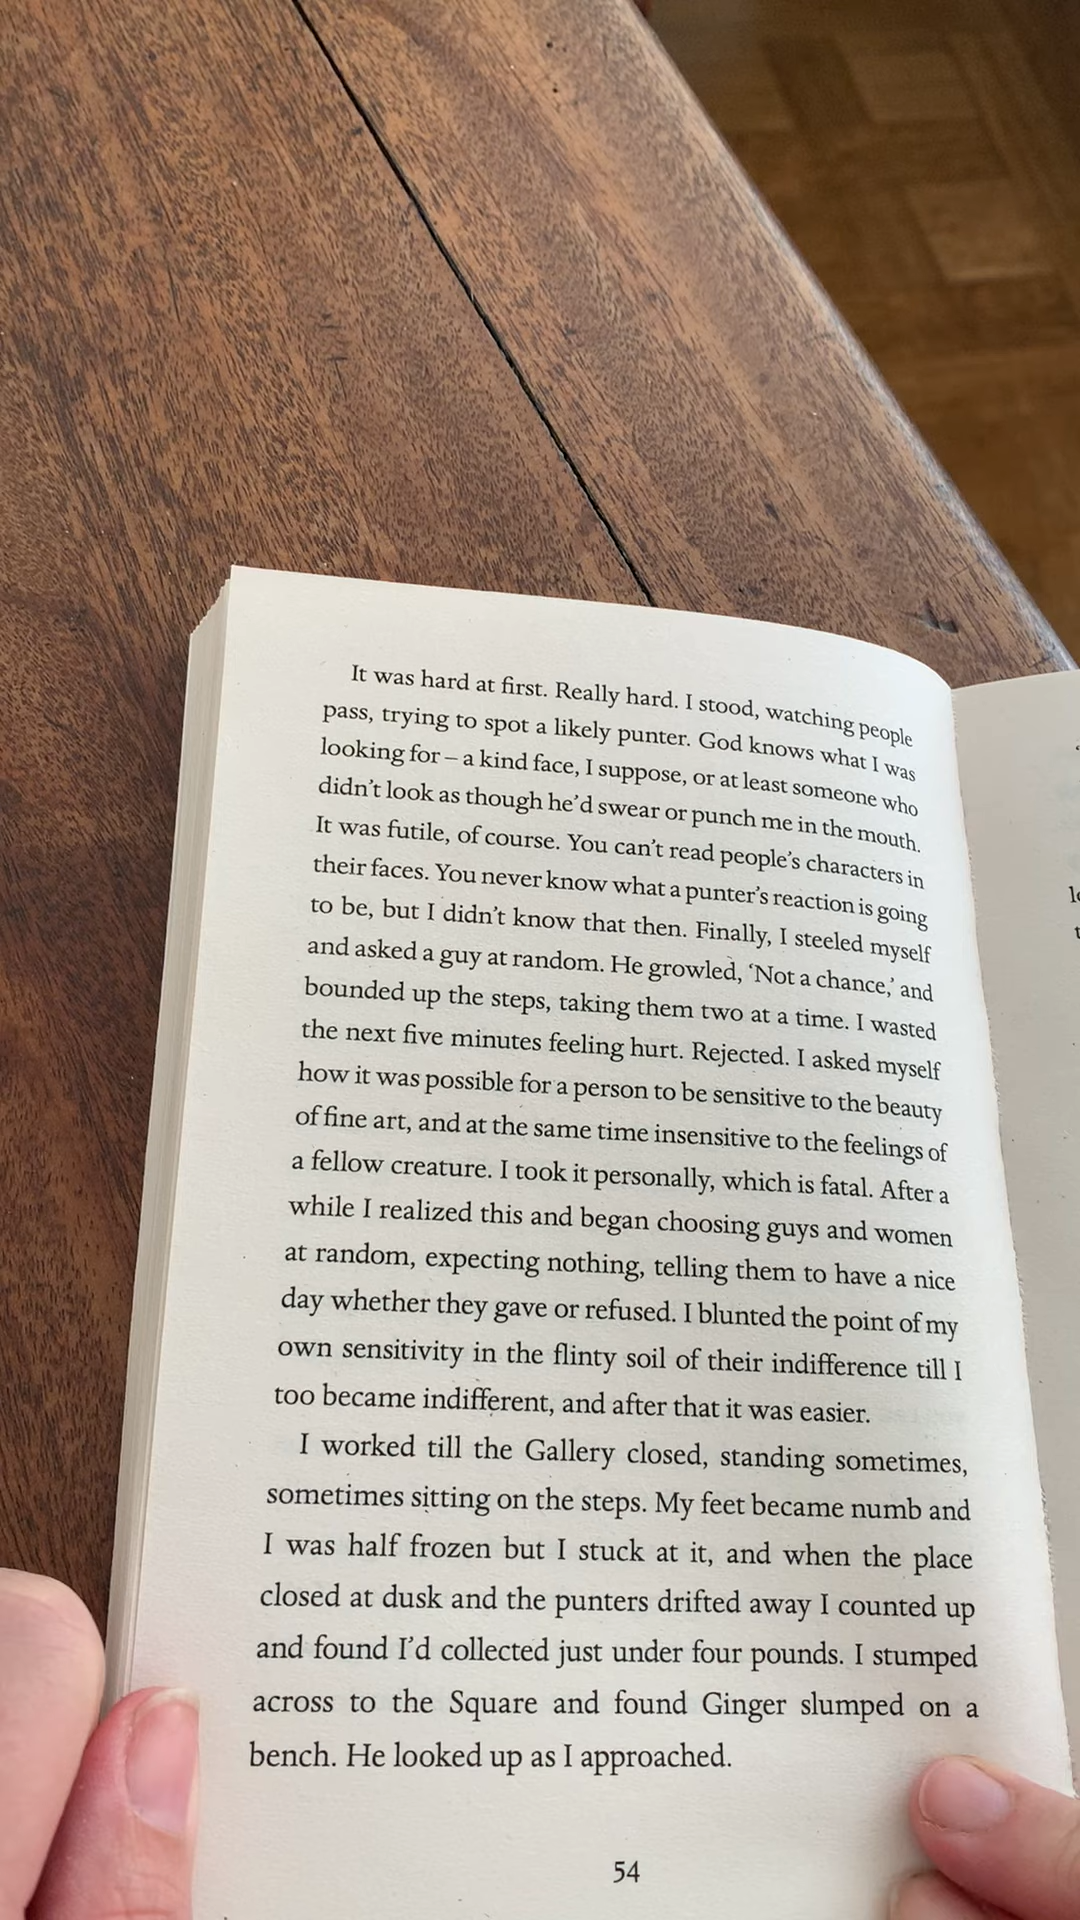 It was hard at first. Really hard. I stood, watching people
pass, trying to spot a likely punter. God knows what I was
looking for – a kind face, I suppose, or at least someone who
didn't look as though he'd swear or punch me in the mouth.
It was futile, of course. You can't read people's characters in
their faces. You never know what a punter's reaction is going
to be, but I didn't know that then. Finally, I steeled myself
and asked a guy at random. He growled, ‘Not a chance,’ and
bounded up the steps, taking them two at a time. I wasted
the next five minutes feeling hurt. Rejected. I asked myself
how it was possible for a person to be sensitive to the beauty
of fine art, and at the same time insensitive to the feelings of
a fellow creature. I took it personally, which is fatal. After a
while I realized this and began choosing guys and women
at random, expecting nothing, telling them to have a nice
day whether they gave or refused. I blunted the point of my
own sensitivity in the flinty soil of their indifference till I
too became indifferent, and after that it was easier.
I worked till the Gallery closed, standing sometimes,
sometimes sitting on the steps. My feet became numb and
I was half frozen but I stuck at it, and when the place
closed at dusk and the punters drifted away I counted up
and found I'd collected just under four pounds. I stumped
across to the Square and found Ginger slumped on a
bench. He looked up as I approached.
54